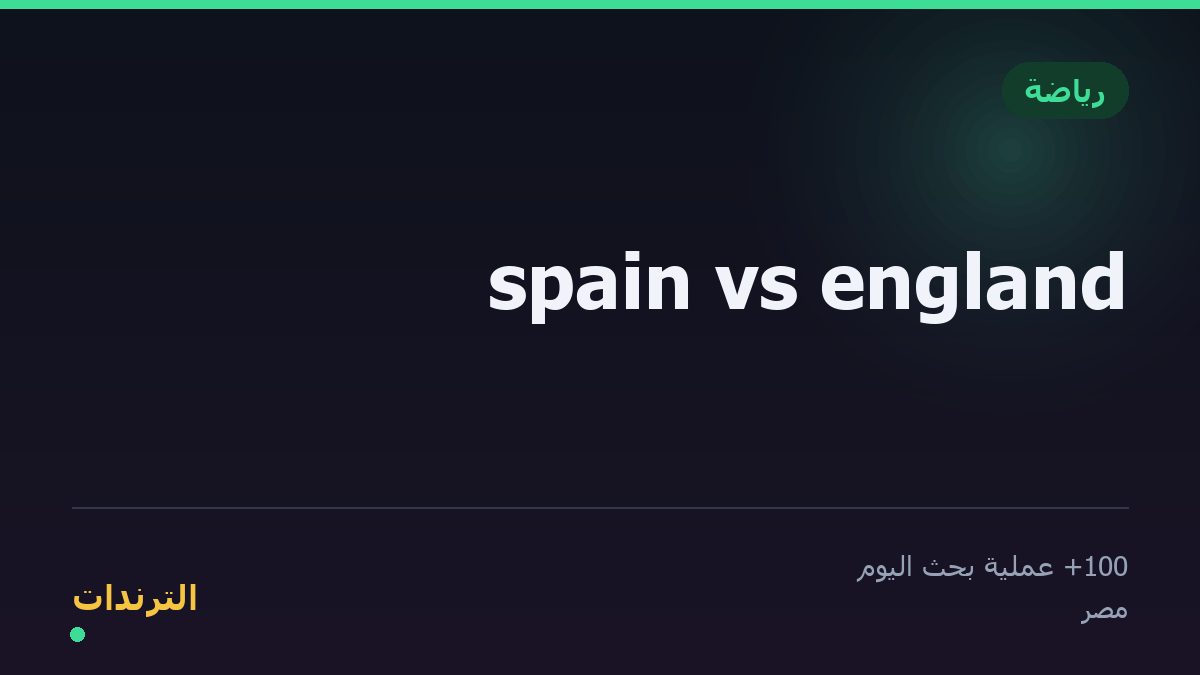 رياضة
spain vs england
100+ عملية بحث اليوم
مصر
الترندات